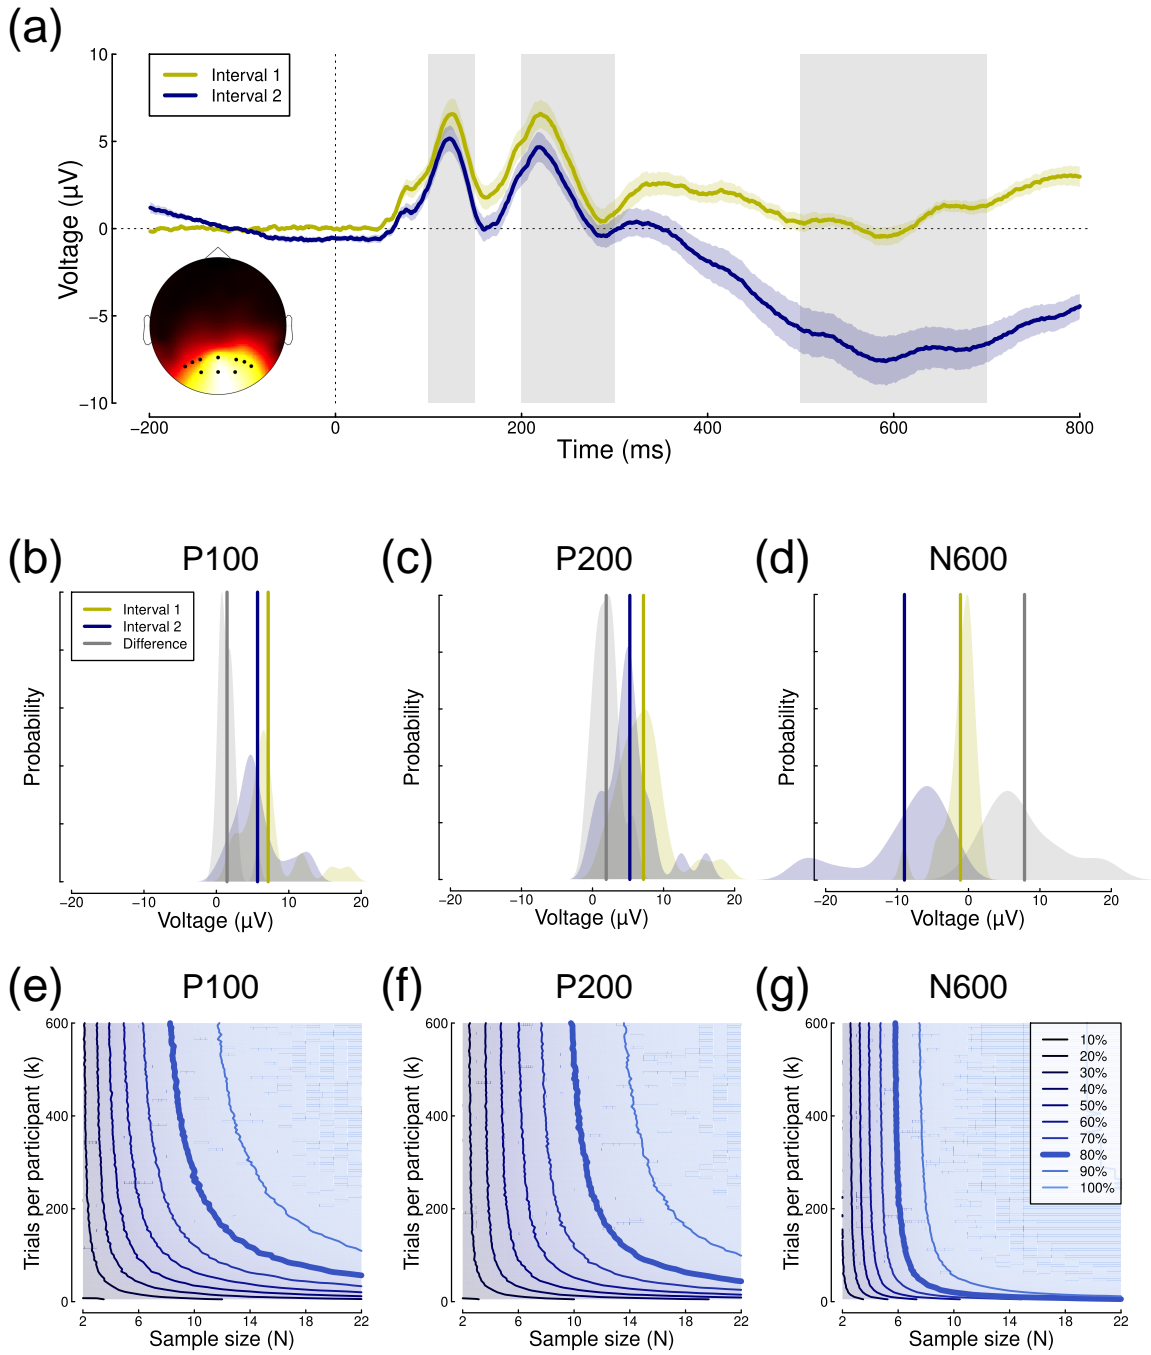 (a)
10
5
0
−5
−10
Voltage (µV)
Interval 1
Interval 2
−200
0
200
400
600
800
Time (ms)
(b)
P100
(c)
P200
(d)
N600
Interval 1
Interval 2
Difference
Probability
Probability
Probability
−20
−10
0
10
20
−20
−10
0
10
20
−20
−10
0
10
20
Voltage (µV)
Voltage (µV)
Voltage (µV)
(e)
P100
(f)
P200
(g)
N600
600
400
200
0
Trials per participant (k)
600
400
200
0
Trials per participant (k)
600
400
200
0
Trials per participant (k)
10%
20%
30%
40%
50%
60%
70%
80%
90%
100%
2
6
10
14
18
22
2
6
10
14
18
22
2
6
10
14
18
22
Sample size (N)
Sample size (N)
Sample size (N)